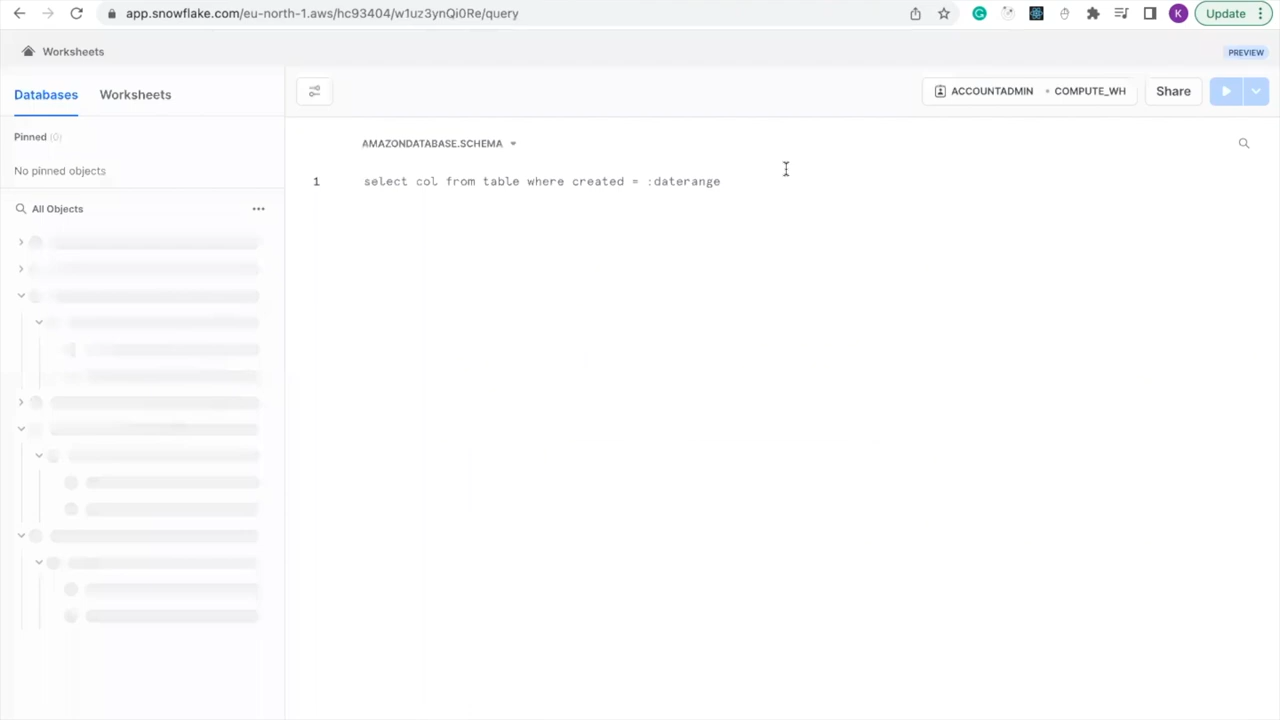 app.snowflake.com/eu-north-1.aws/hc93404/w1uz3ynQi0Re/query
K
Update
Worksheets
PREVIEW
Databases
Worksheets
ACCOUNTADMIN
COMPUTE_WH
Share
Pinned (0)
AMAZONDATABASE.SCHEMA
No pinned objects
1
select col from table where created = :daterange
All Objects